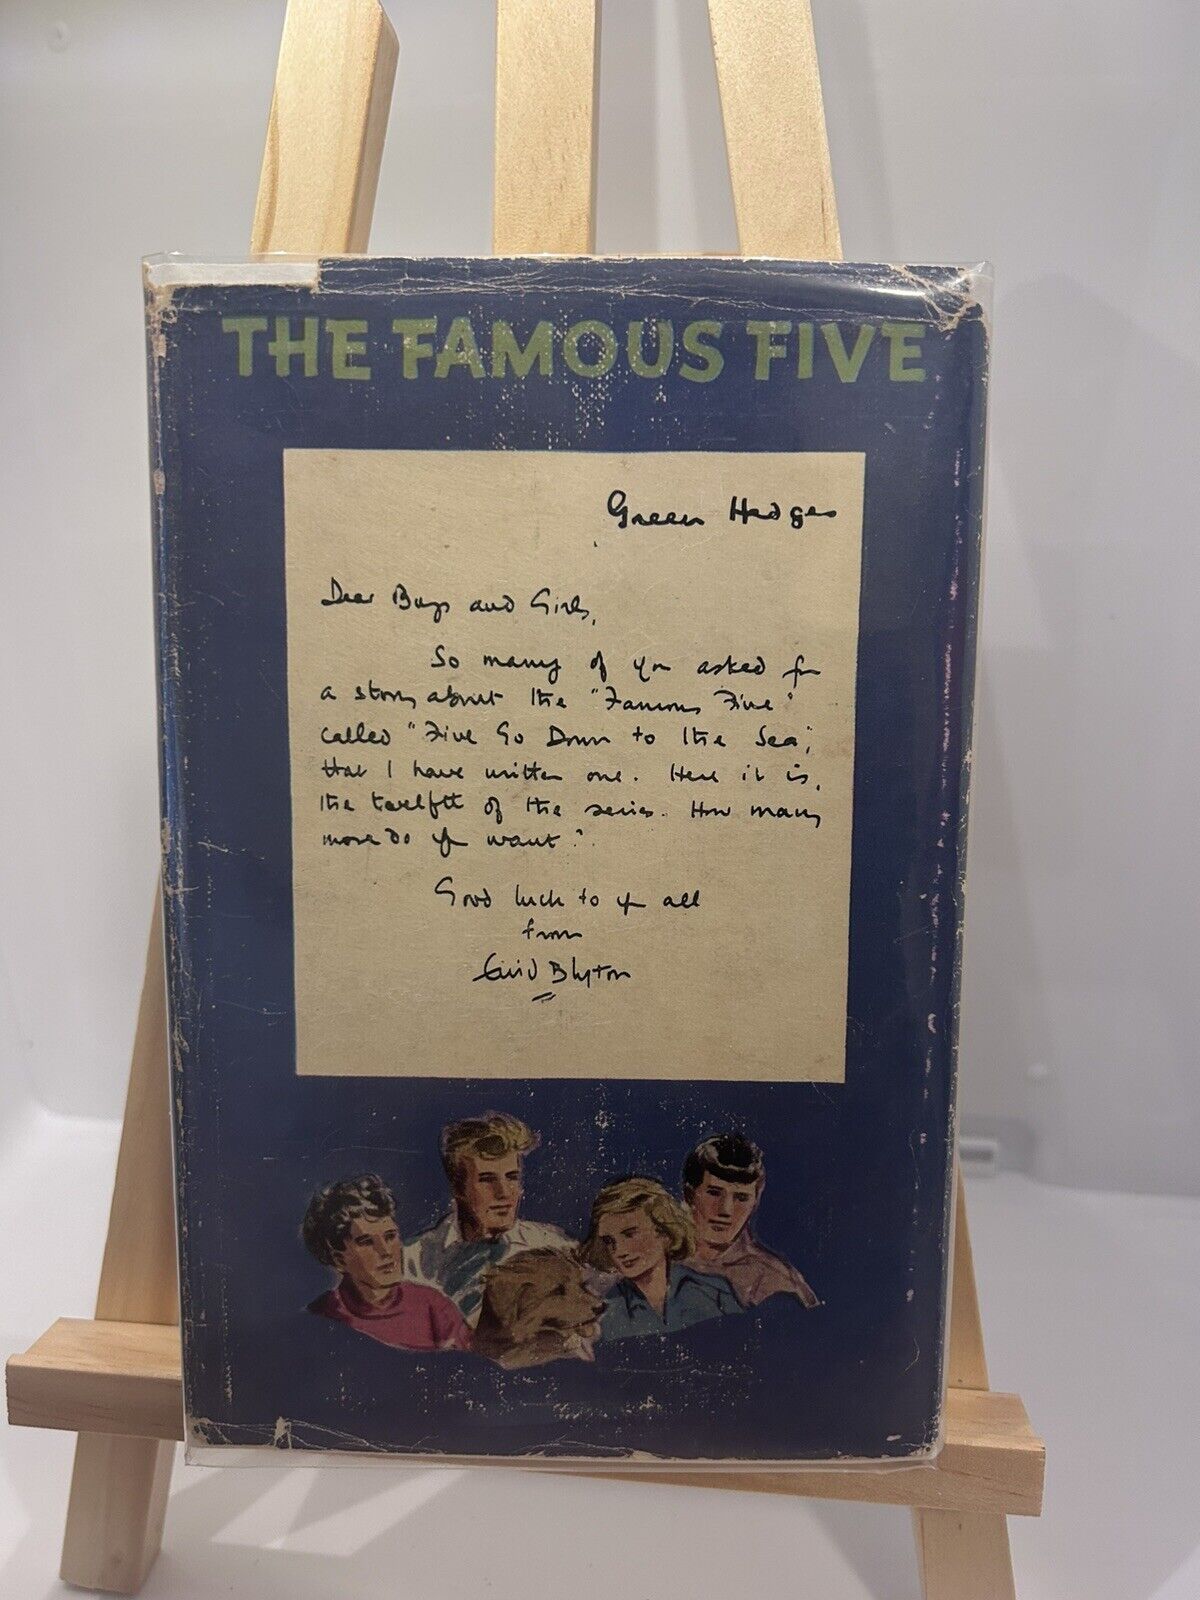 THE FAMOUS FIVE
Green Hedges
Dear Boys and Girls,
So many of you asked for
a story about the "Famous Five"
called "Five Go Down to the Sea",
that I have written one. Here it is,
the twelfth of the series. How many
more do you want?
Good luck to you all
from
Enid Blyton